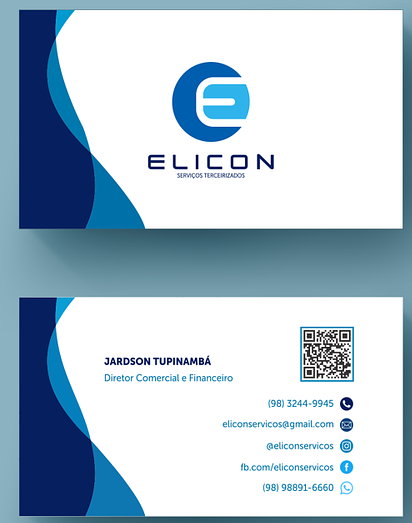 ELICON
SERVIÇOS TERCEIRIZADOS
JARDSON TUPINAMBÁ
Diretor Comercial e Financeiro
(98) 3244-9945
eliconservicos@gmail.com
@eliconservicos
fb.com/eliconservicos
(98) 98891-6660